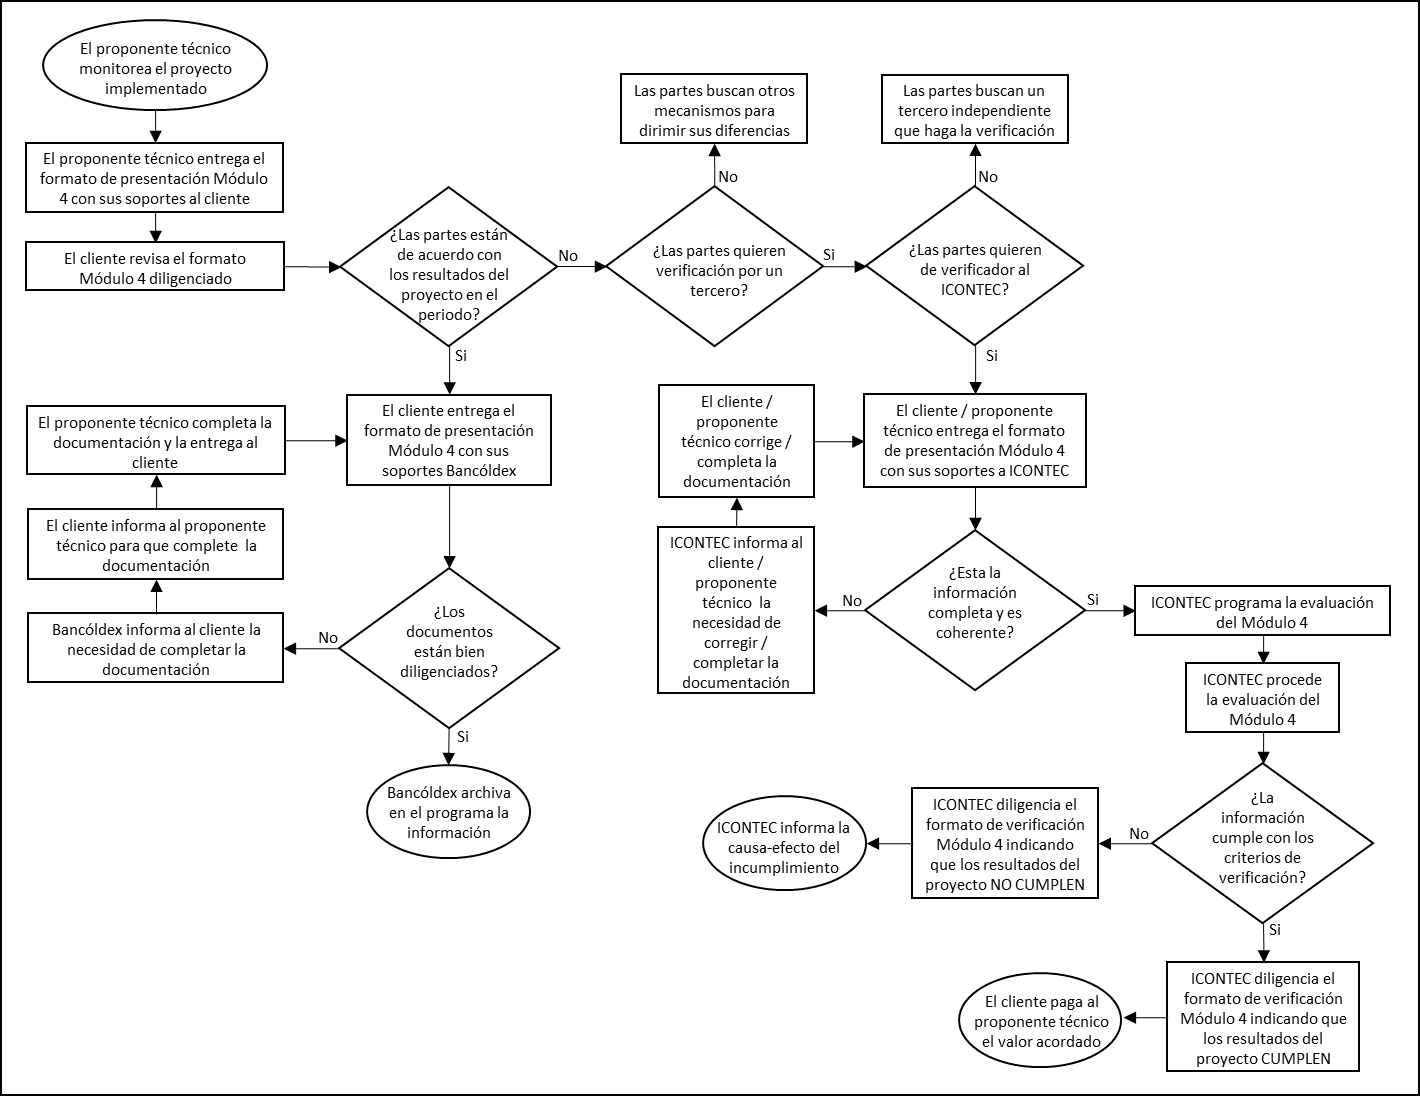 El proponente técnico
monitorea el proyecto
implementado
El proponente técnico entrega el
formato de presentación Módulo
4 con sus soportes al cliente
El cliente revisa el formato
Módulo 4 diligenciado
¿Las partes están
de acuerdo con
los resultados del
proyecto en el
periodo?
No
Si
¿Las partes quieren
verificación por un
tercero?
No
Las partes buscan otros
mecanismos para
dirimir sus diferencias
Si
¿Las partes quieren
de verificador al
ICONTEC?
No
Las partes buscan un
tercero independiente
que haga la verificación
Si
El cliente entrega el
formato de presentación
Módulo 4 con sus
soportes Bancóldex
El proponente técnico completa la
documentación y la entrega al
cliente
El cliente informa al proponente
técnico para que complete  la
documentación
Bancóldex informa al cliente la
necesidad de completar la
documentación
No
¿Los
documentos
están bien
diligenciados?
Si
Bancóldex archiva
en el programa la
información
El cliente / proponente
técnico entrega el formato
de presentación Módulo 4
con sus soportes a ICONTEC
El cliente /
proponente
técnico corrige /
completa la
documentación
ICONTEC informa al
cliente /
proponente
técnico  la
necesidad de
corregir /
completar la
documentación
No
¿Esta la
información
completa y es
coherente?
Si
ICONTEC programa la evaluación
del Módulo 4
ICONTEC procede
la evaluación del
Módulo 4
¿La
información
cumple con los
criterios de
verificación?
No
ICONTEC diligencia el
formato de verificación
Módulo 4 indicando
que los resultados del
proyecto NO CUMPLEN
ICONTEC informa la
causa-efecto del
incumplimiento
Si
ICONTEC diligencia el
formato de verificación
Módulo 4 indicando que
los resultados del
proyecto CUMPLEN
El cliente paga al
proponente técnico
el valor acordado